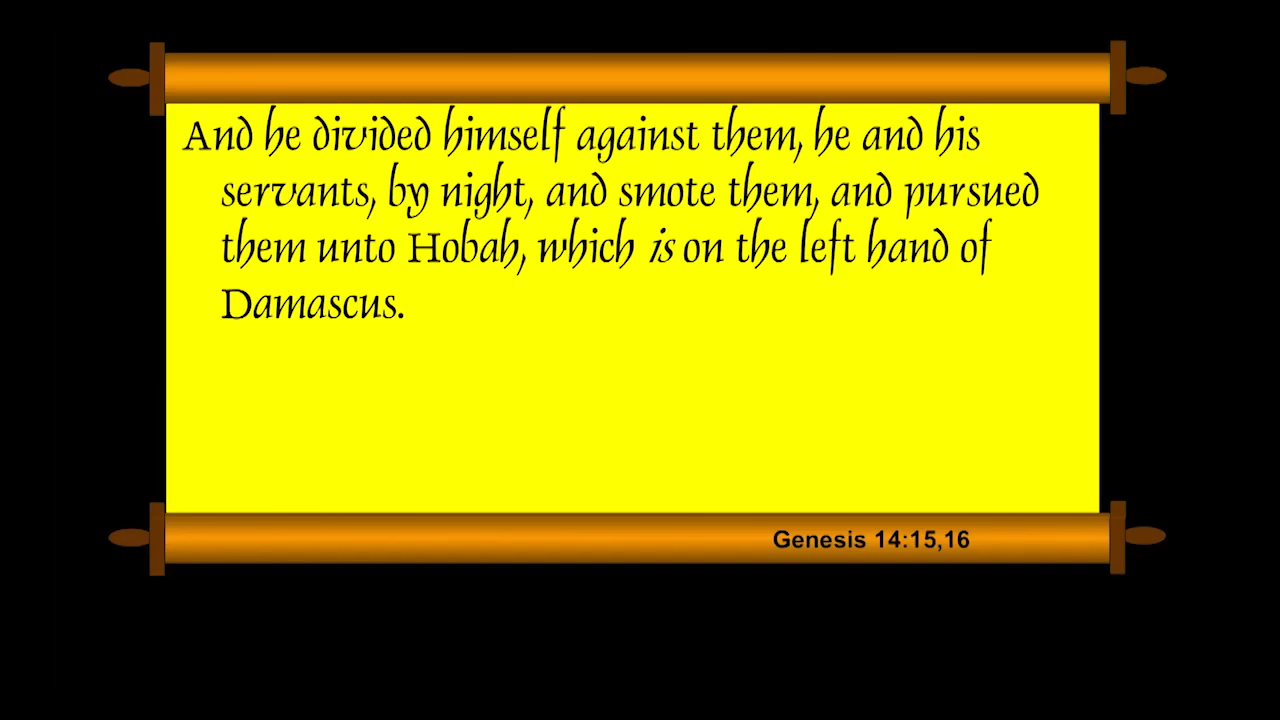 And he divided himself against them, he and his
servants, by night, and smote them, and pursued
them unto Hobah, which is on the left hand of
Damascus.
Genesis 14:15,16